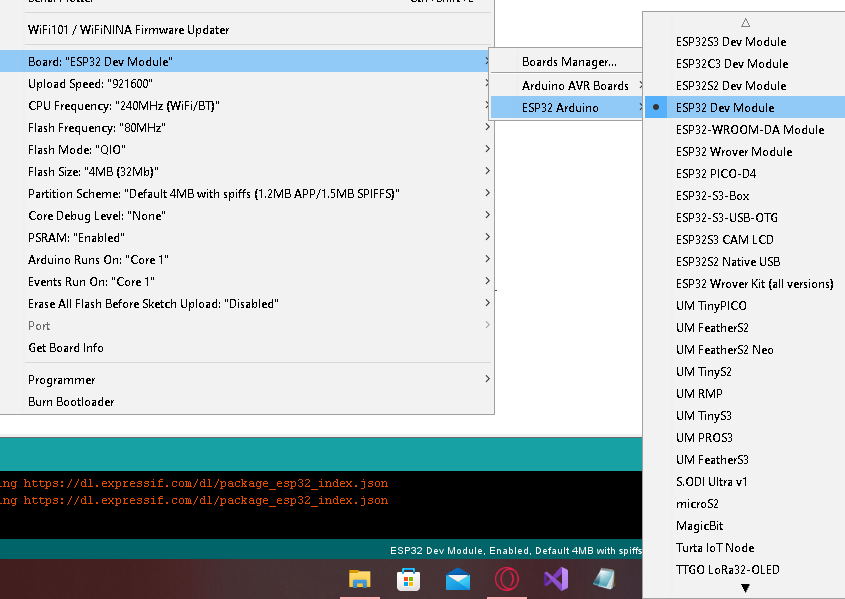 WiFi101 / WiFiNINA Firmware Updater
Board: "ESP32 Dev Module"
Upload Speed: "921600"
CPU Frequency: "240MHz (WiFi/BT)"
Flash Frequency: "80MHz"
Flash Mode: "QIO"
Flash Size: "4MB (32Mb)"
Partition Scheme: "Default 4MB with spiffs (1.2MB APP/1.5MB SPIFFS)"
Core Debug Level: "None"
PSRAM: "Enabled"
Arduino Runs On: "Core 1"
Events Run On: "Core 1"
Erase All Flash Before Sketch Upload: "Disabled"
Port
Get Board Info
Programmer
Burn Bootloader
Boards Manager...
Arduino AVR Boards
ESP32 Arduino
ESP32S3 Dev Module
ESP32C3 Dev Module
ESP32S2 Dev Module
ESP32 Dev Module
ESP32-WROOM-DA Module
ESP32 Wrover Module
ESP32 PICO-D4
ESP32-S3-Box
ESP32-S3-USB-OTG
ESP32S3 CAM LCD
ESP32S2 Native USB
ESP32 Wrover Kit (all versions)
UM TinyPICO
UM FeatherS2
UM FeatherS2 Neo
UM TinyS2
UM RMP
UM TinyS3
UM PROS3
UM FeatherS3
S.ODI Ultra v1
microS2
MagicBit
Turta IoT Node
TTGO LoRa32-OLED
ing https://dl.expressif.com/dl/package_esp32_index.json
ing https://dl.expressif.com/dl/package_esp32_index.json
ESP32 Dev Module, Enabled, Default 4MB with spiffs